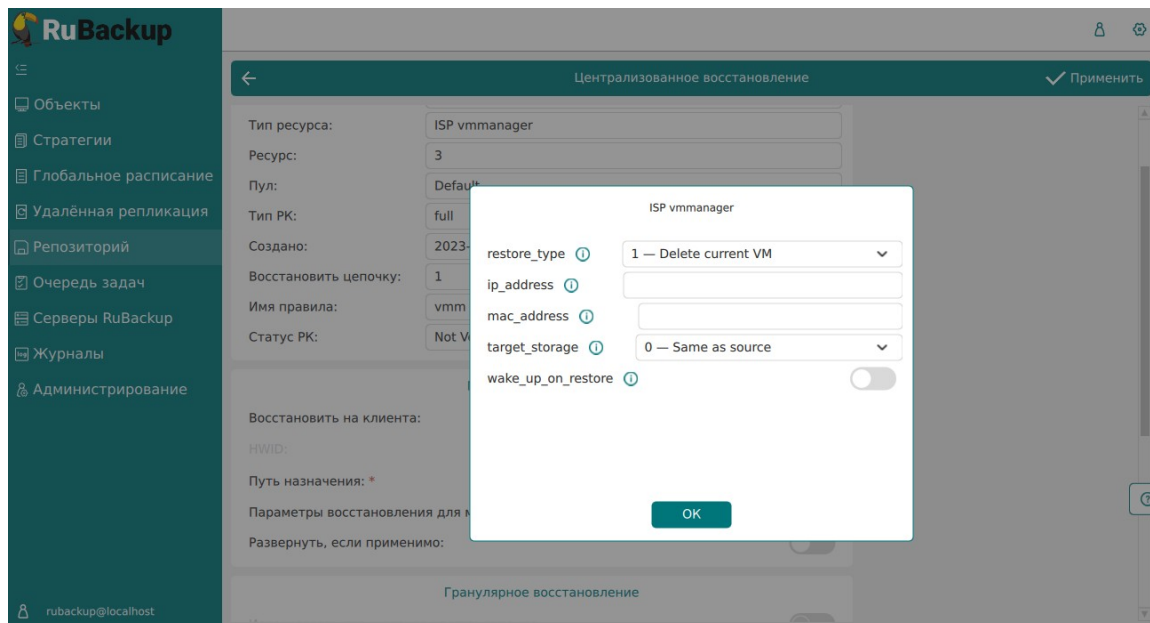 RuBackup
Объекты
Стратегии
Глобальное расписание
Удалённая репликация
Репозиторий
Очередь задач
Серверы RuBackup
Журналы
Администрирование
rubackup@localhost
Централизованное восстановление
Применить
Тип ресурса: ISP vmmanager
Ресурс: 3
Пул: Default
Тип РК: full
Создано: 2023-
Восстановить цепочку: 1
Имя правила: vmm
Статус РК: Not V
Восстановить на клиента:
HWID:
Путь назначения: *
Параметры восстановления для
Развернуть, если применимо:
Гранулярное восстановление
ISP vmmanager
restore_type 1 — Delete current VM
ip_address
mac_address
target_storage 0 — Same as source
wake_up_on_restore
OK